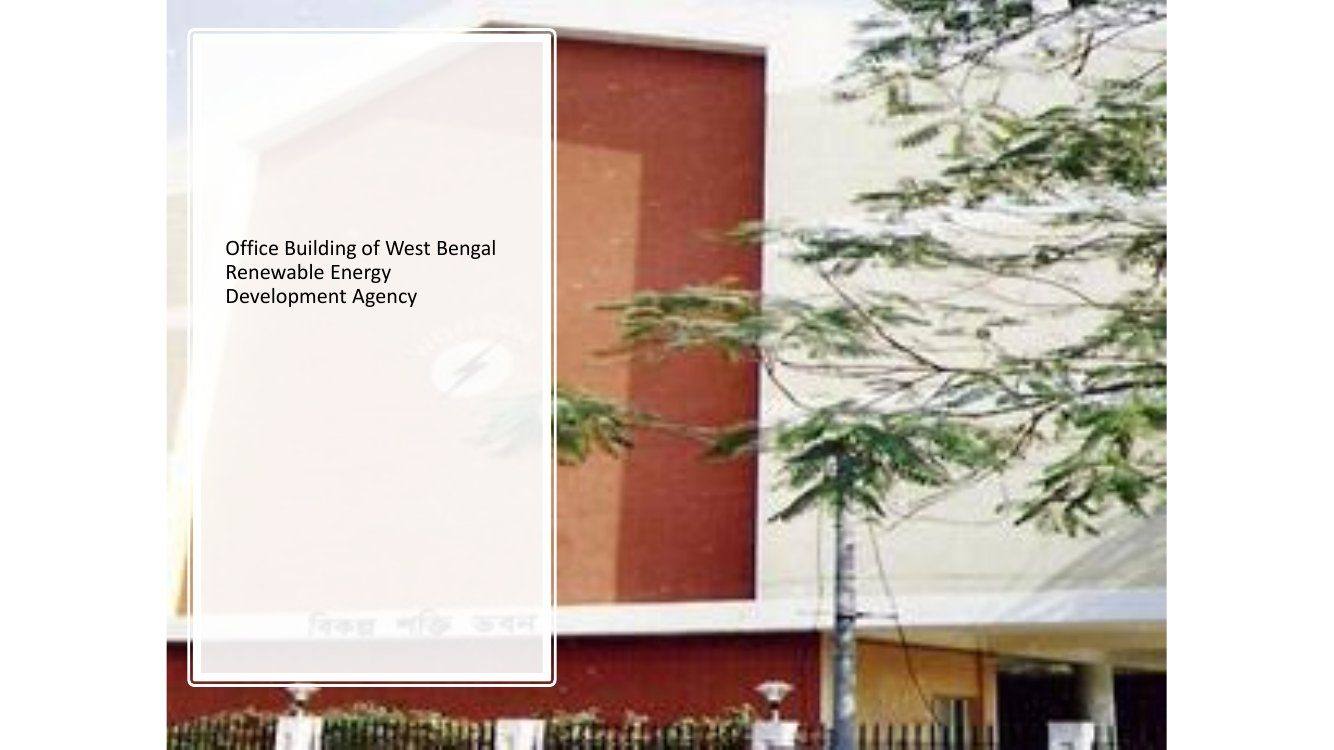 Office Building of West Bengal
Renewable Energy
Development Agency
বিকল্প শক্তি ভবন